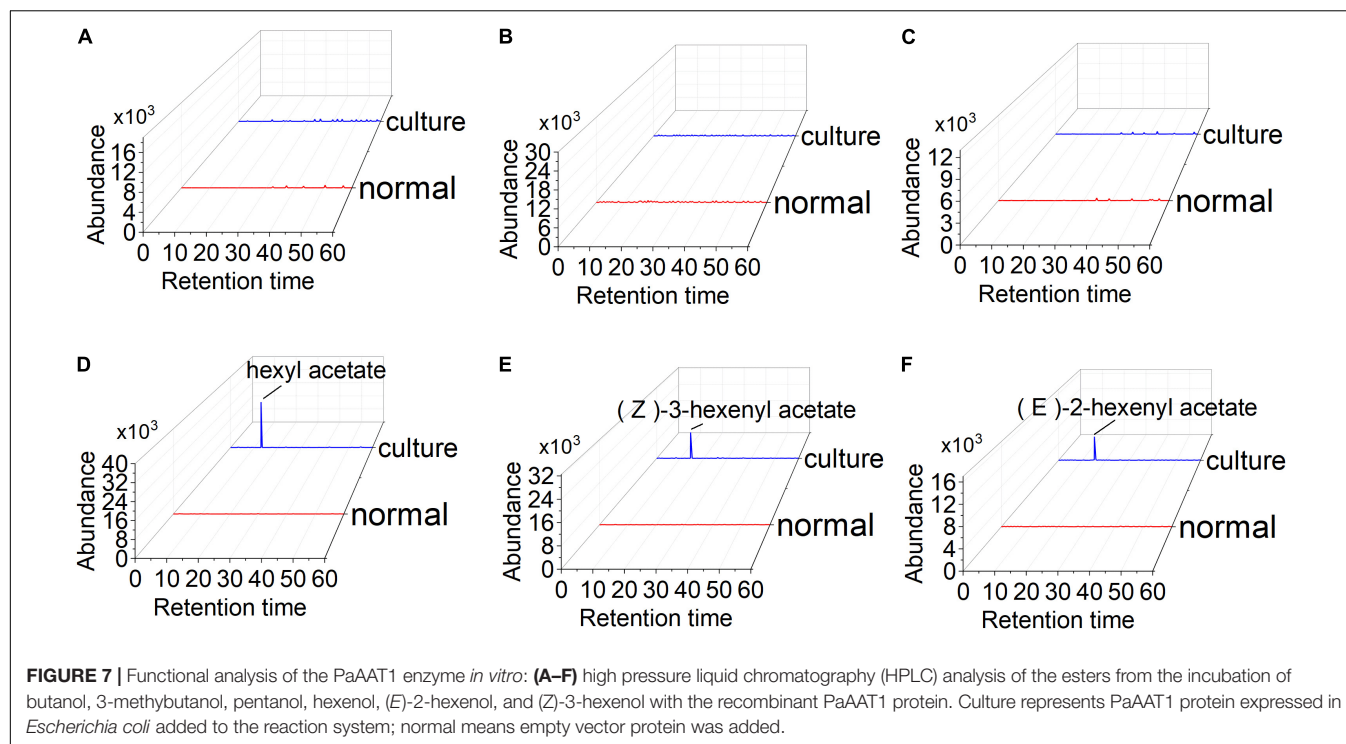 A
×10³
16
12
8
4
0
Abundance
0 10 20 30 40 50 60
Retention time
culture
normal
B
×10³
30
24
18
12
6
0
Abundance
0 10 20 30 40 50 60
Retention time
culture
normal
C
×10³
12
9
6
3
0
Abundance
0 10 20 30 40 50 60
Retention time
culture
normal
D
hexyl acetate
×10³
40
32
24
16
8
0
Abundance
0 10 20 30 40 50 60
Retention time
culture
normal
E
( Z )-3-hexenyl acetate
×10³
32
24
16
8
0
Abundance
0 10 20 30 40 50 60
Retention time
culture
normal
F
( E )-2-hexenyl acetate
×10³
16
12
8
4
0
Abundance
0 10 20 30 40 50 60
Retention time
culture
normal
FIGURE 7 | Functional analysis of the PaAAT1 enzyme in vitro: (A–F) high pressure liquid chromatography (HPLC) analysis of the esters from the incubation of
butanol, 3-methybutanol, pentanol, hexenol, (E)-2-hexenol, and (Z)-3-hexenol with the recombinant PaAAT1 protein. Culture represents PaAAT1 protein expressed in
Escherichia coli added to the reaction system; normal means empty vector protein was added.